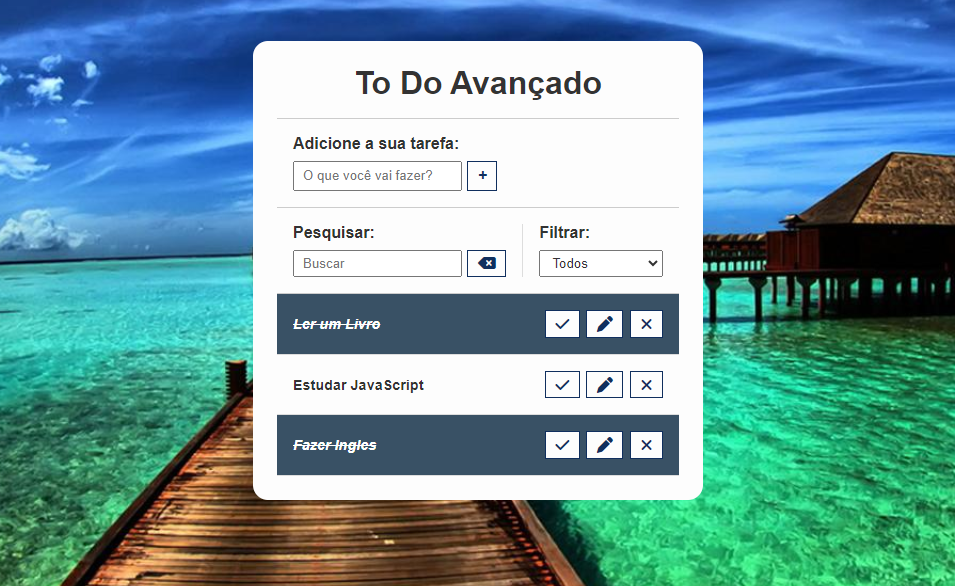 To Do Avançado
Adicione a sua tarefa:
O que você vai fazer?
+
Pesquisar:
Filtrar:
Buscar
Todos
Ler um Livro
Estudar JavaScript
Fazer Ingles